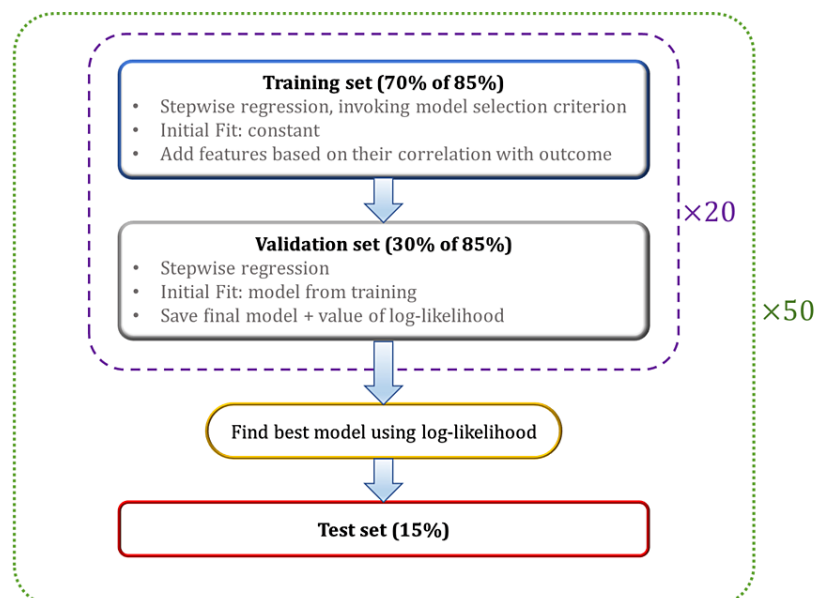 Training set (70% of 85%)
• Stepwise regression, invoking model selection criterion
• Initial Fit: constant
• Add features based on their correlation with outcome
×20
Validation set (30% of 85%)
• Stepwise regression
• Initial Fit: model from training
• Save final model + value of log-likelihood
×50
Find best model using log-likelihood
Test set (15%)